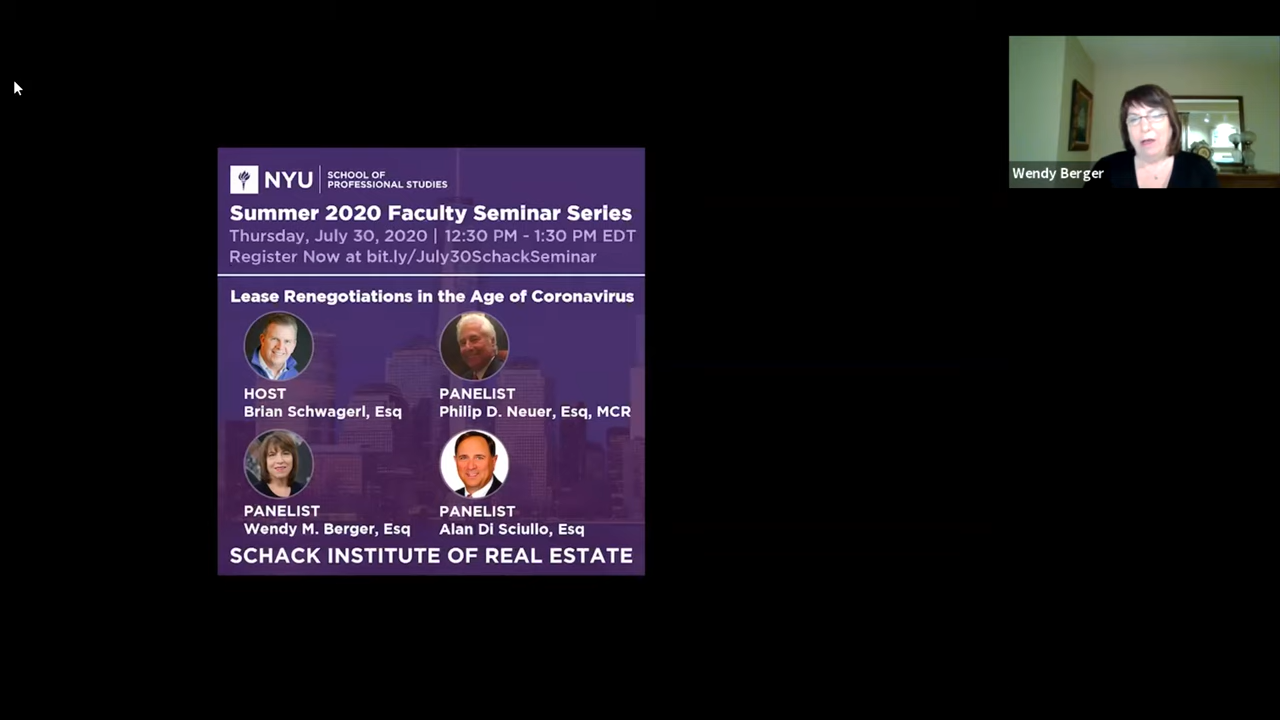 NYU
SCHOOL OF
PROFESSIONAL STUDIES
Summer 2020 Faculty Seminar Series
Thursday, July 30, 2020 | 12:30 PM - 1:30 PM EDT
Register Now at bit.ly/July30SchackSeminar
Lease Renegotiations in the Age of Coronavirus
HOST
Brian Schwagerl, Esq
PANELIST
Philip D. Neuer, Esq, MCR
PANELIST
Wendy M. Berger, Esq
PANELIST
Alan Di Sciullo, Esq
SCHACK INSTITUTE OF REAL ESTATE
Wendy Berger